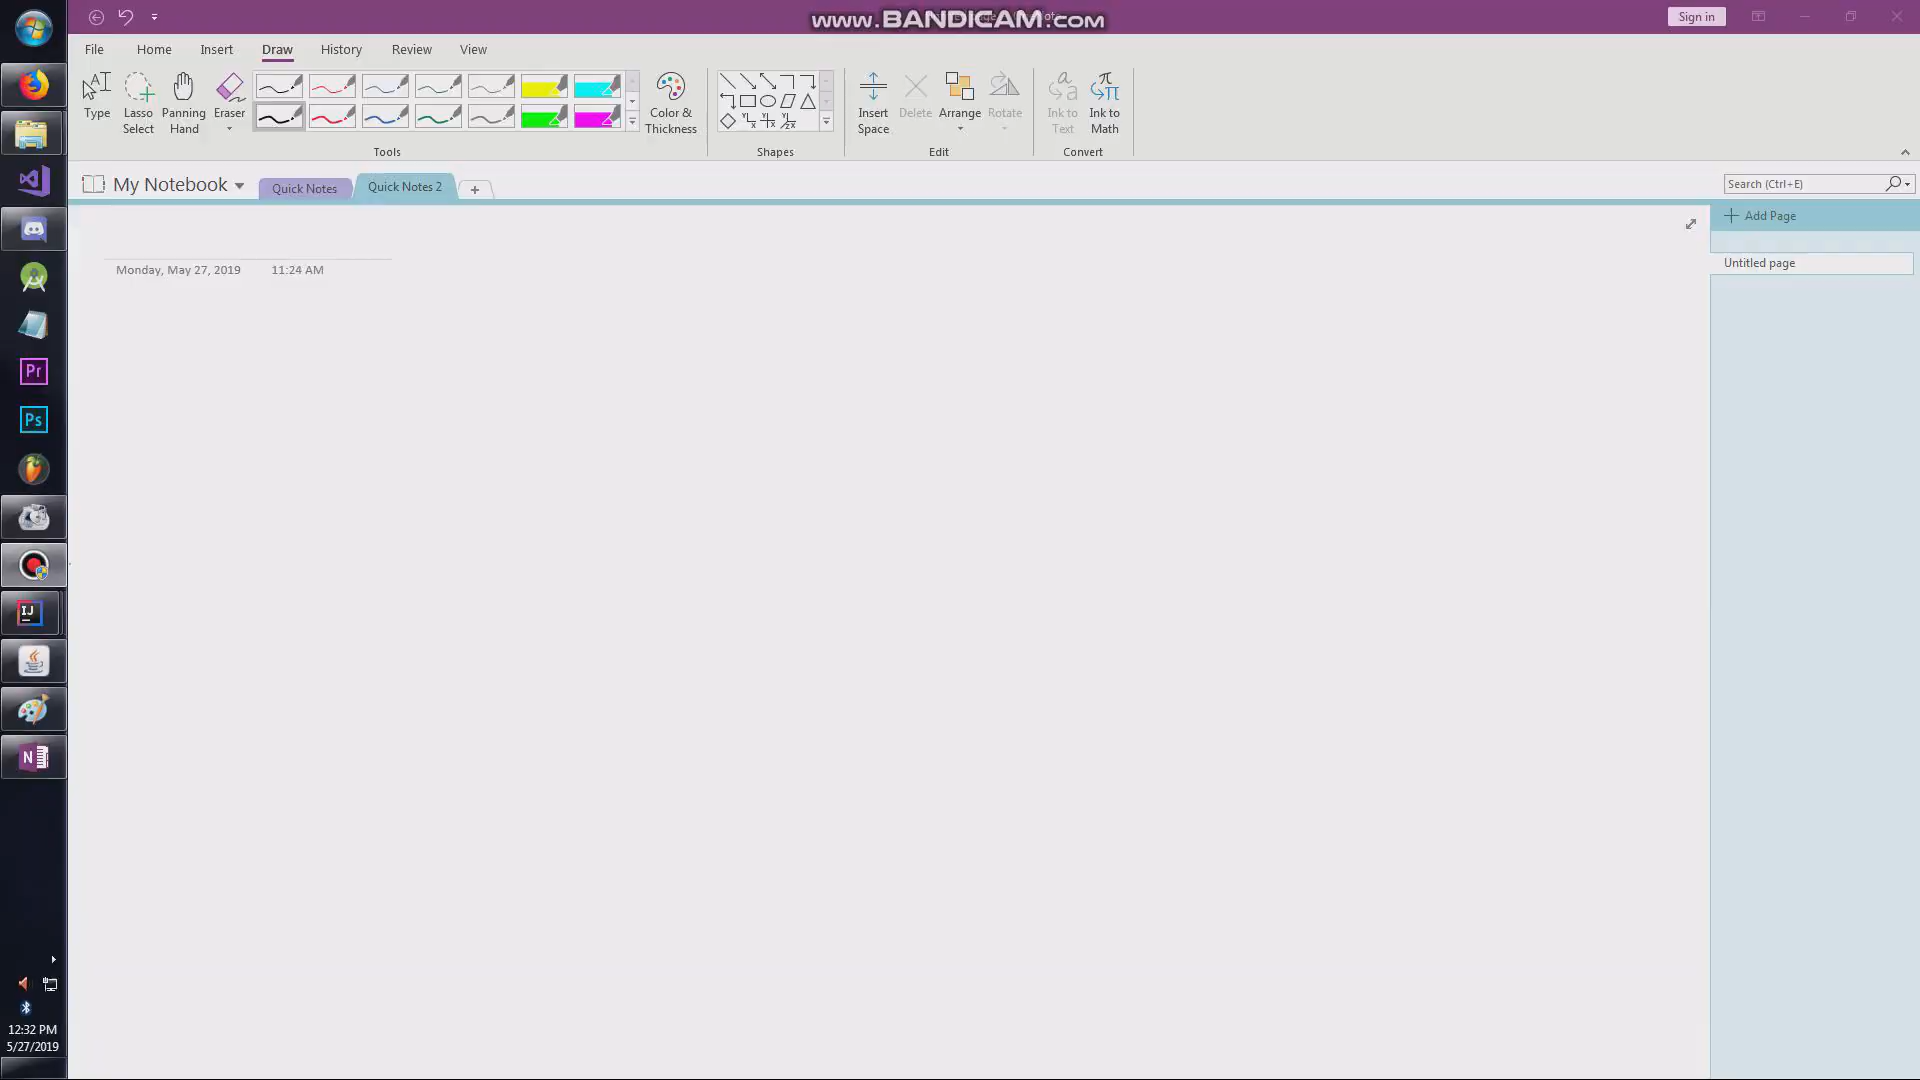 www.BANDICAM.com
Sign in
File Home Insert Draw History Review View
Type
Lasso Select
Panning Hand
Eraser
Color & Thickness
Insert Space
Delete
Arrange
Rotate
Ink to Text
Ink to Math
Tools
Shapes
Edit
Convert
My Notebook
Quick Notes
Quick Notes 2
Search (Ctrl+E)
Add Page
Monday, May 27, 2019 11:24 AM
Untitled page
Pr
Ps
IJ
N
12:32 PM
5/27/2019